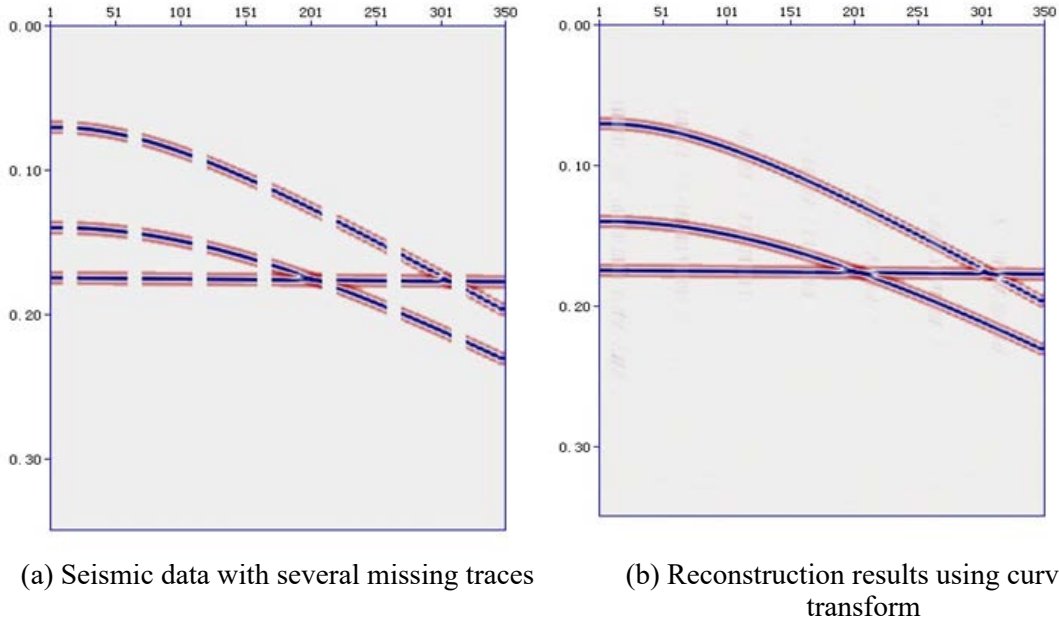 1 51 101 151 201 251 301 350
0.00
0.10
0.20
0.30
1 51 101 151 201 251 301 350
0.00
0.10
0.20
0.30
(a) Seismic data with several missing traces
(b) Reconstruction results using curv
transform